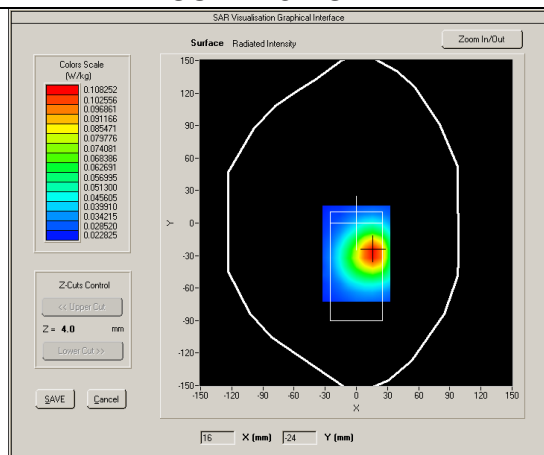 SAR Visualisation Graphical Interface
Surface Radiated Intensity
Zoom In/Out
Colors Scale
(W/kg)
0.108252
0.102556
0.096861
0.091166
0.085471
0.079776
0.074081
0.068386
0.062691
0.056995
0.051300
0.045605
0.039910
0.034215
0.028520
0.022825
Z-Cuts Control
<< Upper Cut
Z = 4.0 mm
Lower Cut >>
SAVE Cancel
150-
120-
90-
60-
30-
0-
-30-
-60-
-90-
-120-
-150-
Y
-150 -120 -90 -60 -30 0 30 60 90 120 150
X
16 X (mm) -24 Y (mm)